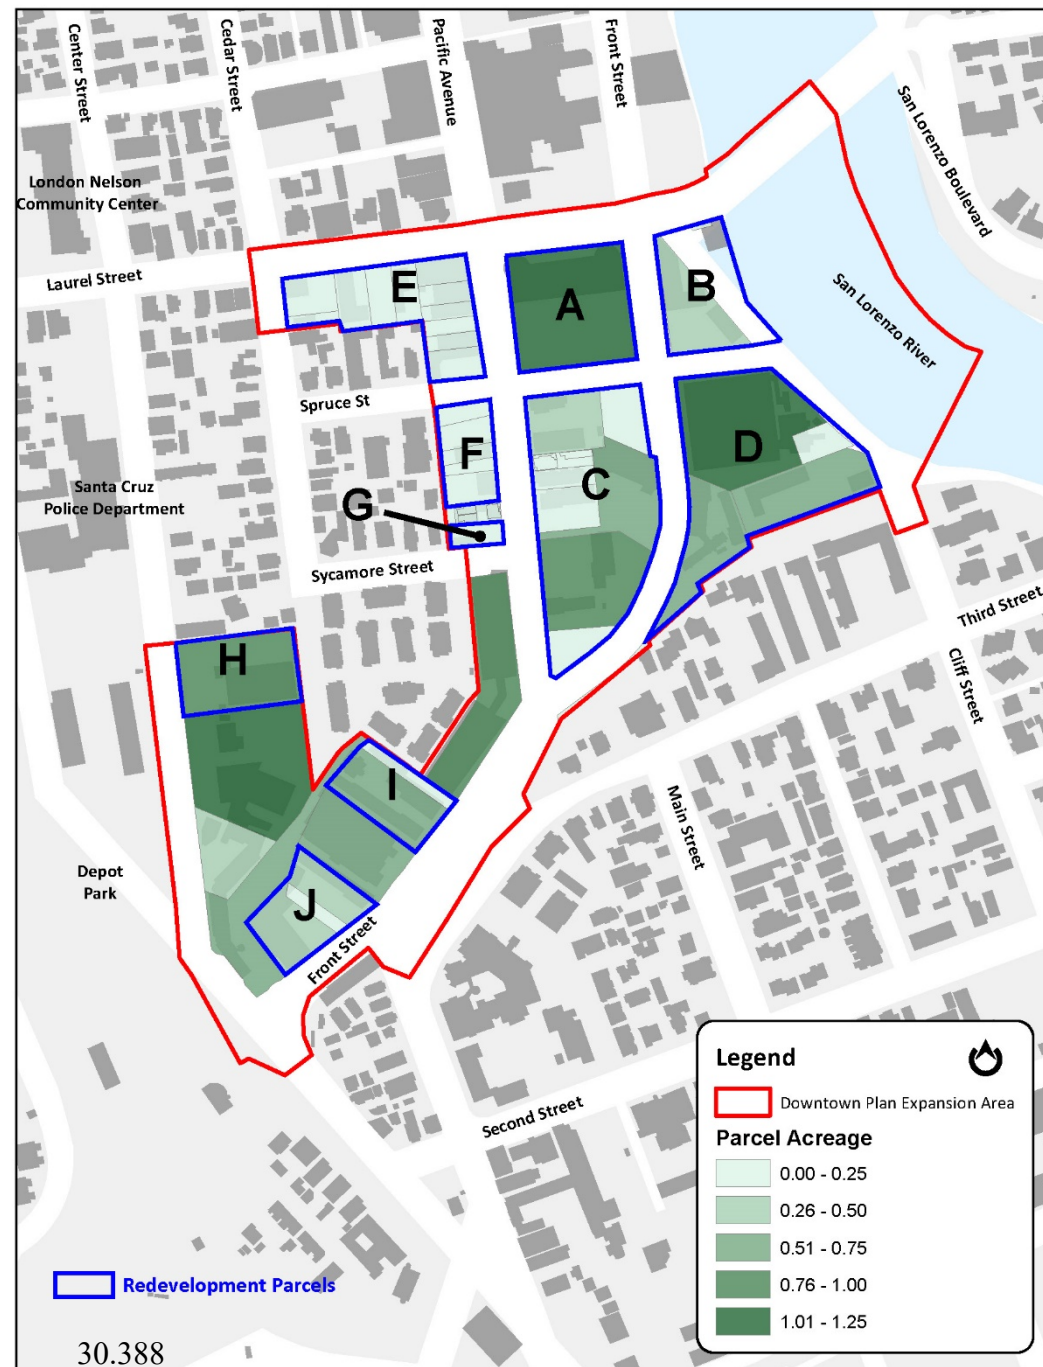 Center Street
Cedar Street
Pacific Avenue
Front Street
San Lorenzo Boulevard
London Nelson
Community Center
Laurel Street
E
A
B
San Lorenzo River
Spruce St
F
C
D
G
Santa Cruz
Police Department
Sycamore Street
Third Street
Cliff Street
H
I
Main Street
Depot
Park
J
Front Street
Second Street
Legend
Downtown Plan Expansion Area
Parcel Acreage
0.00 - 0.25
0.26 - 0.50
0.51 - 0.75
0.76 - 1.00
1.01 - 1.25
Redevelopment Parcels
30.388